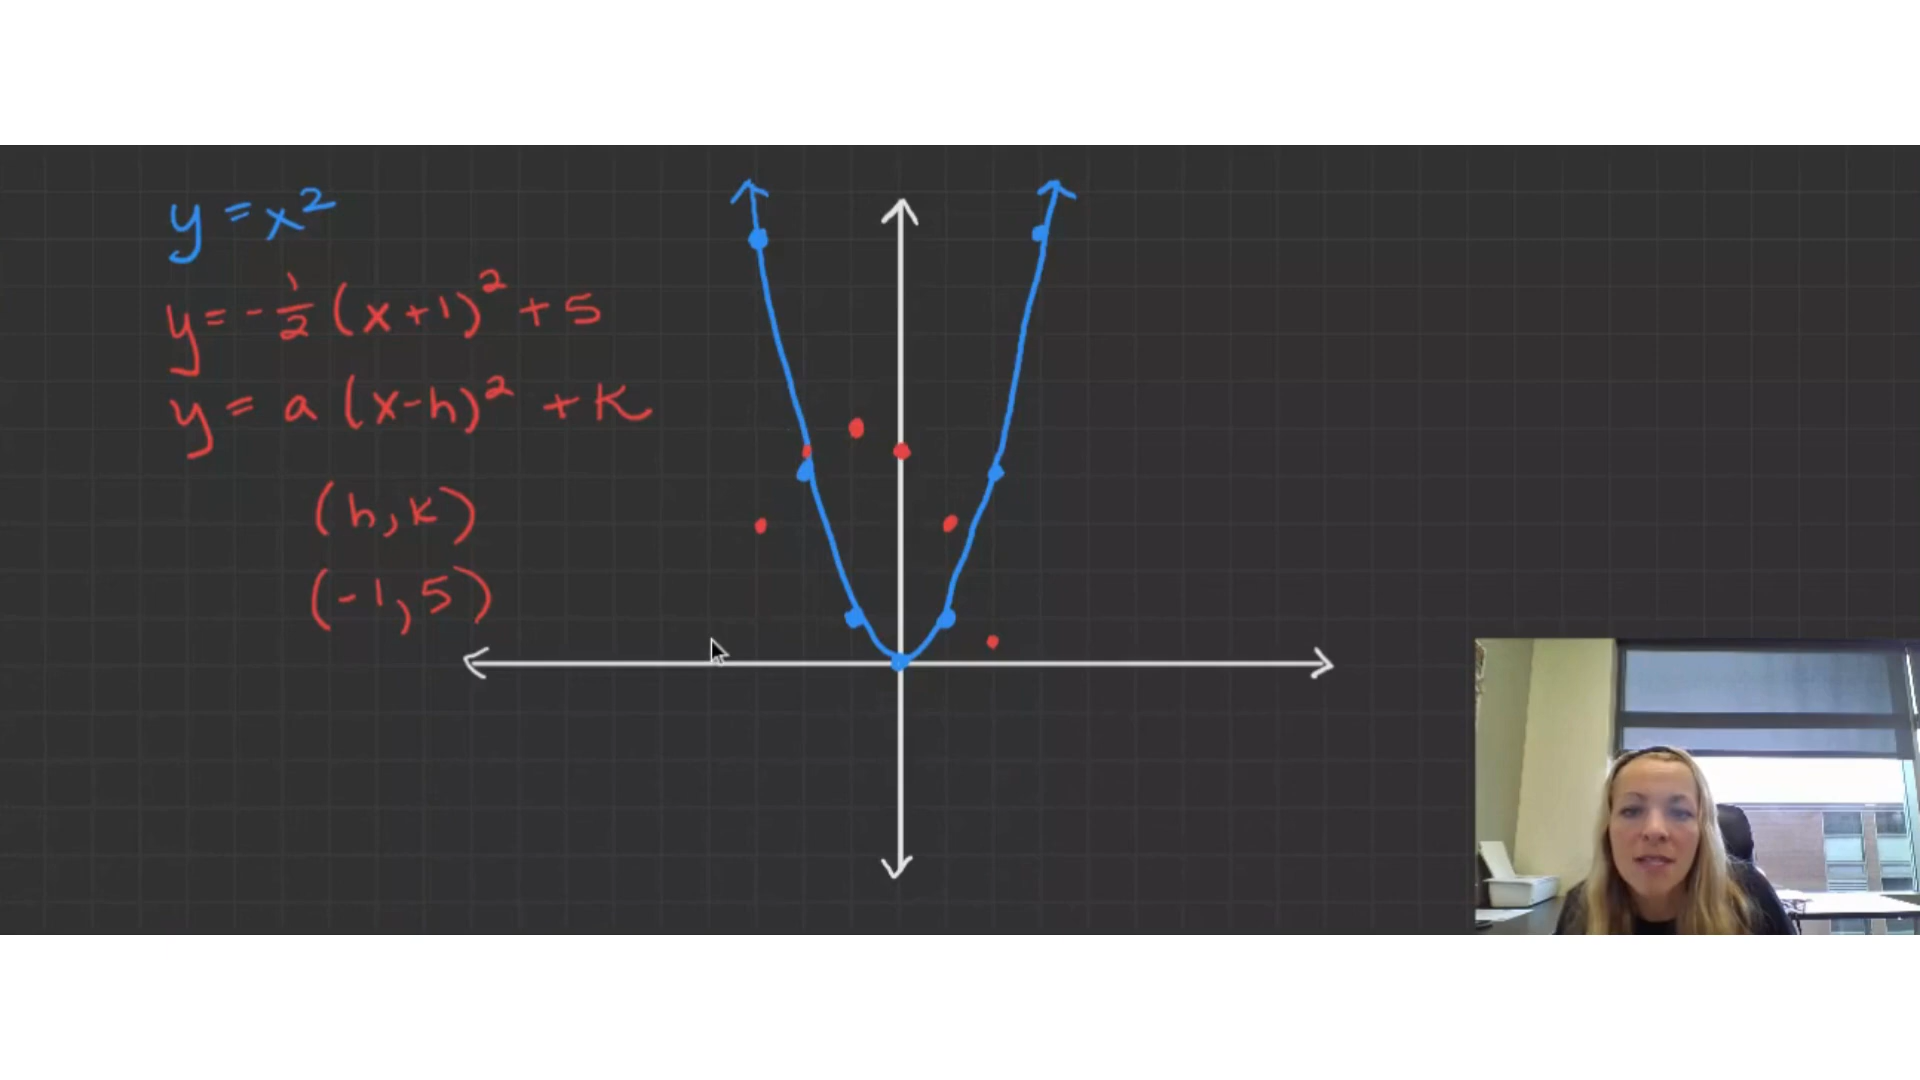 y = x²
y = -1/2 (x+1)² + 5
y = a (x-h)² + k
(h,k)
(-1,5)